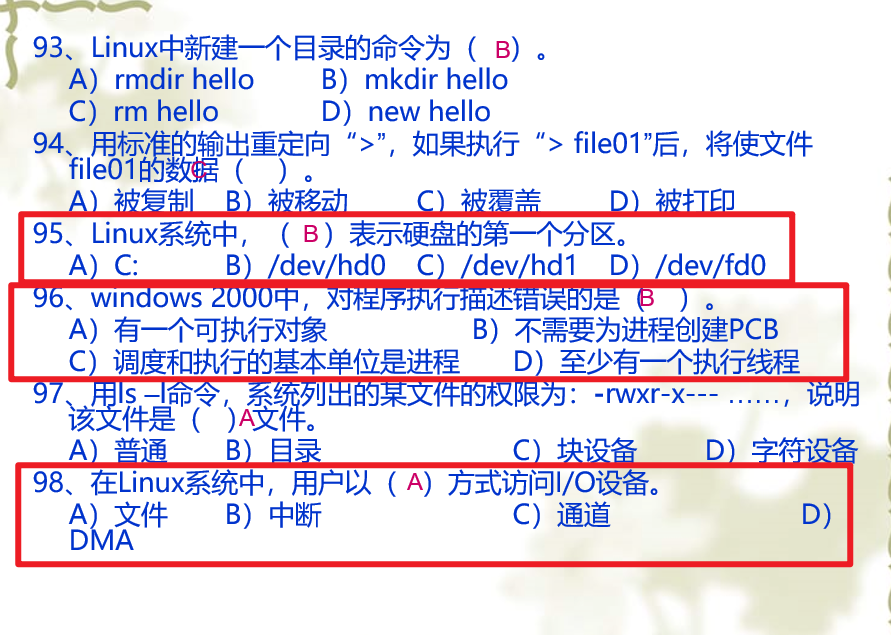 93、Linux中新建一个目录的命令为（ B）。
A）rmdir hello B）mkdir hello
C）rm hello D）new hello
94、用标准的输出重定向“>”，如果执行“> file01”后，将使文件
file01的数据C（ ）。
A）被复制 B）被移动 C）被覆盖 D）被打印
95、Linux系统中，（ B ）表示硬盘的第一个分区。
A）C: B）/dev/hd0 C）/dev/hd1 D）/dev/fd0
96、windows 2000中，对程序执行描述错误的是（B ）。
A）有一个可执行对象 B）不需要为进程创建PCB
C）调度和执行的基本单位是进程 D）至少有一个执行线程
97、用ls –l命令，系统列出的某文件的权限为：-rwxr-x--- ……，说明
该文件是（ )A文件。
A）普通 B）目录 C）块设备 D）字符设备
98、在Linux系统中，用户以（ A）方式访问I/O设备。
A）文件 B）中断 C）通道 D）
DMA